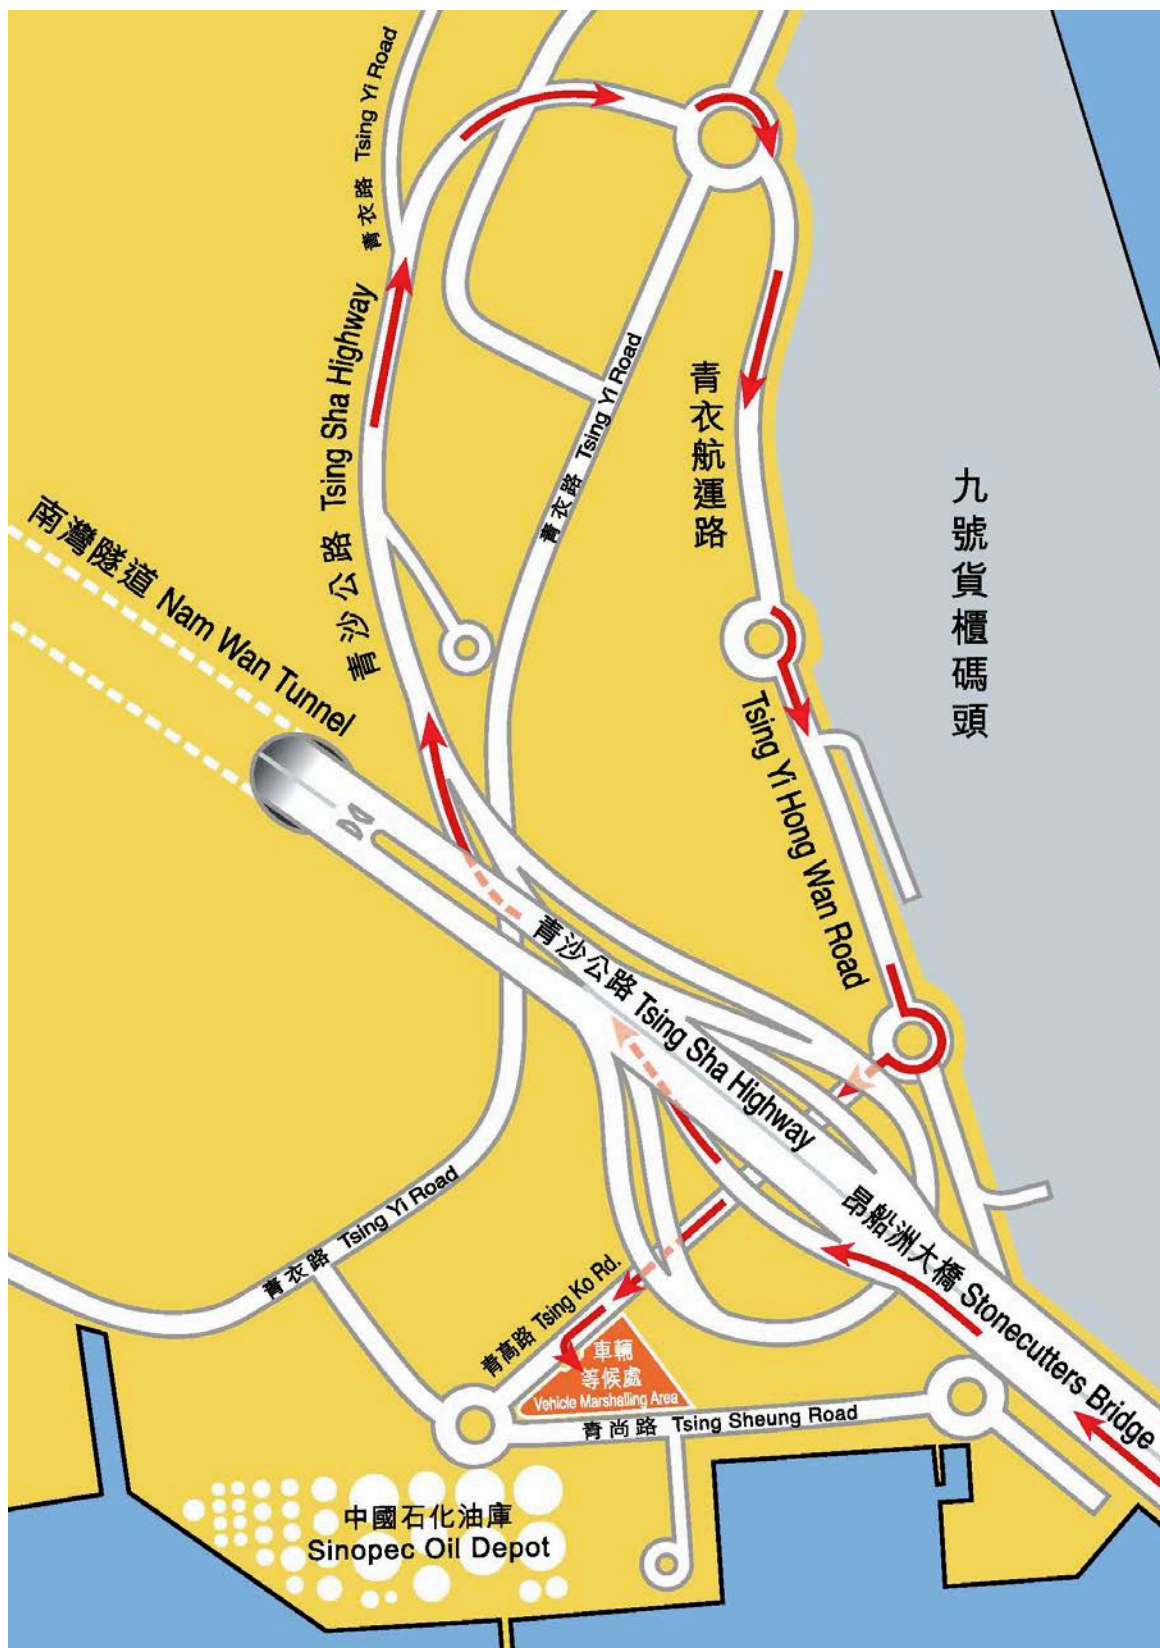 青衣路 Tsing Yi Road
青沙公路 Tsing Sha Highway
青衣路 Tsing Yi Road
青衣航運路
九號貨櫃碼頭
南灣隧道 Nam Wan Tunnel
Tsing Yi Hong Wan Road
青沙公路 Tsing Sha Highway
昂船洲大橋 Stonecutters Bridge
青衣路 Tsing Yi Road
青高路 Tsing Ko Rd.
車輛
等候處
Vehicle Marshalling Area
青尚路 Tsing Sheung Road
中國石化油庫
Sinopec Oil Depot